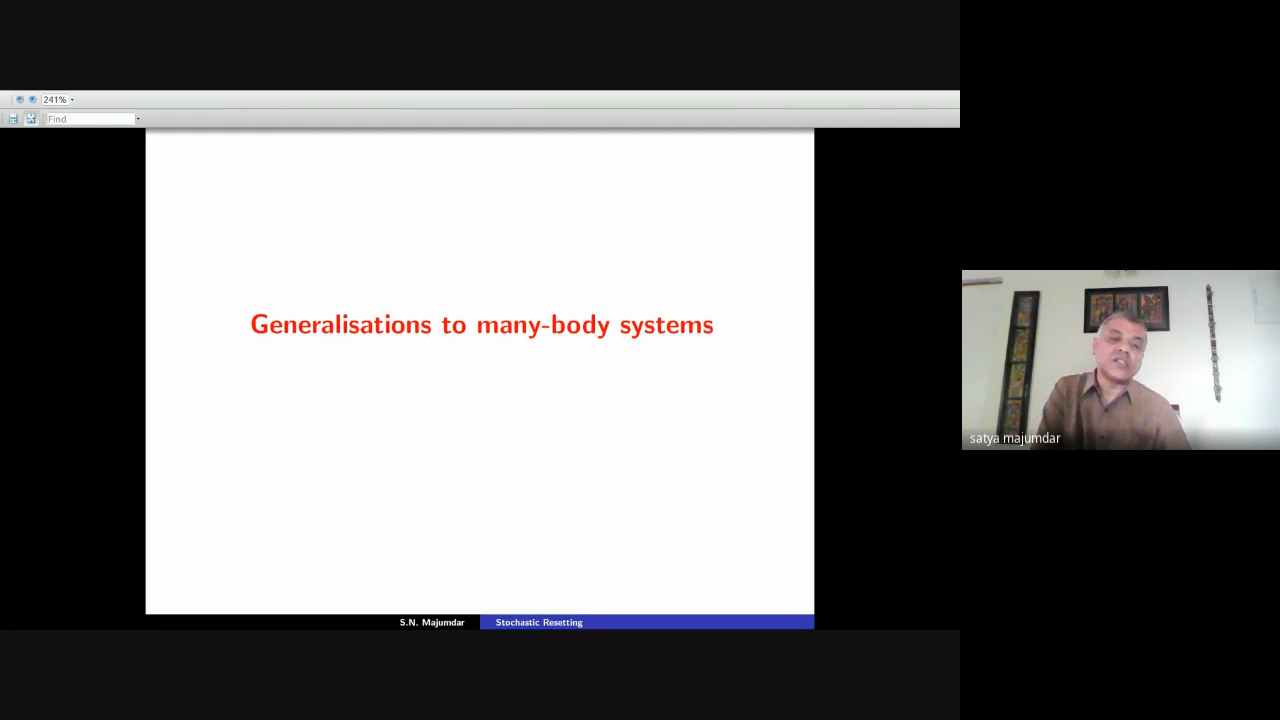 241%
Find
Generalisations to many-body systems
S.N. Majumdar
Stochastic Resetting
satya majumdar